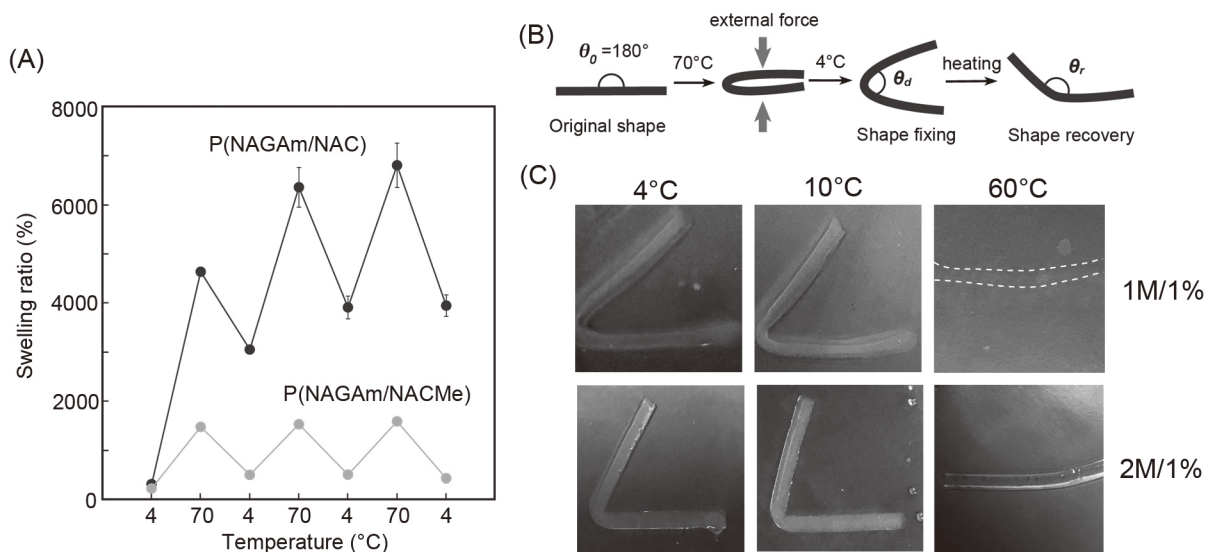 (A)
8000
6000
4000
2000
0
Swelling ratio (%)
P(NAGAm/NAC)
P(NAGAm/NACMe)
4 70 4 70 4 70 4
Temperature (°C)
(B)
external force
θ0 =180°
70°C
4°C
θd
heating
θr
Original shape
Shape fixing
Shape recovery
(C)
4°C 10°C 60°C
1M/1%
2M/1%